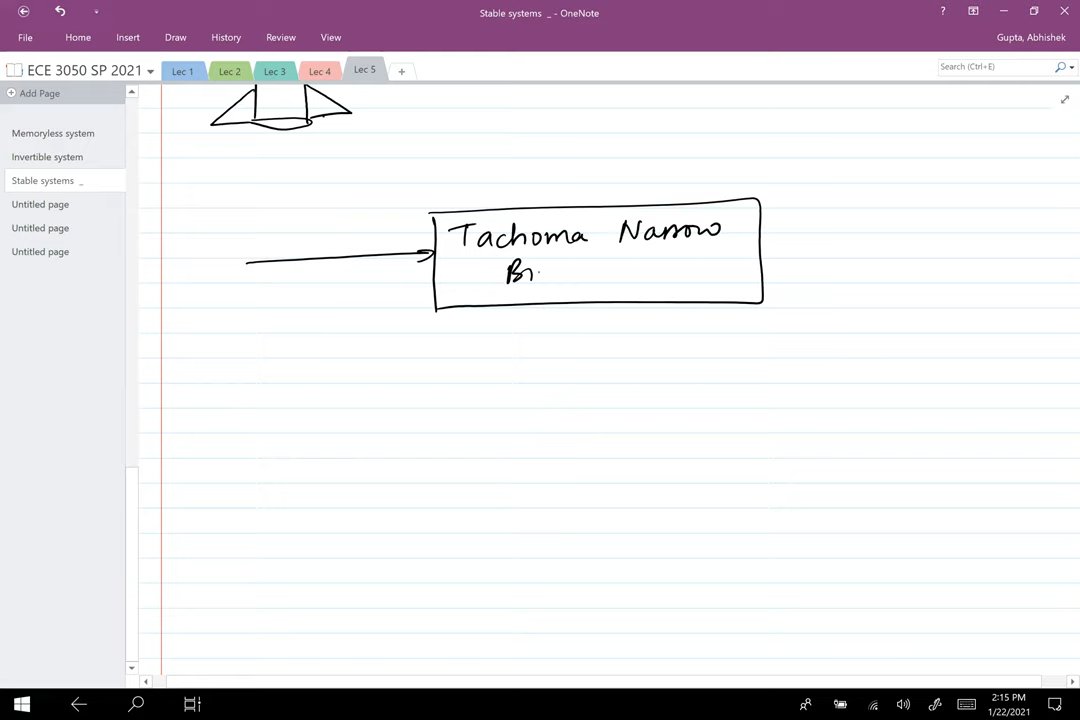 Stable systems _ - OneNote
?
File Home Insert Draw History Review View
Gupta, Abhishek
ECE 3050 SP 2021
Lec 1 Lec 2 Lec 3 Lec 4 Lec 5
Search (Ctrl+E)
Add Page
Memoryless system
Invertible system
Stable systems _
Untitled page
Untitled page
Untitled page
Tachoma Narrow
Br
2:15 PM
1/22/2021